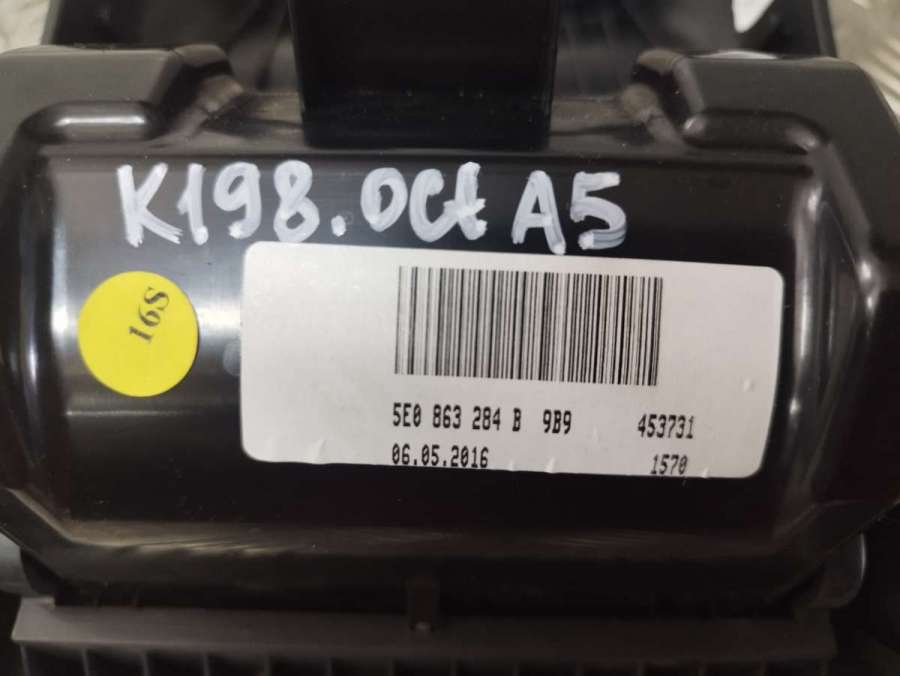 K198.Oct A5
16S
5E0 863 284 B 9B9 453731
06.05.2016 1570